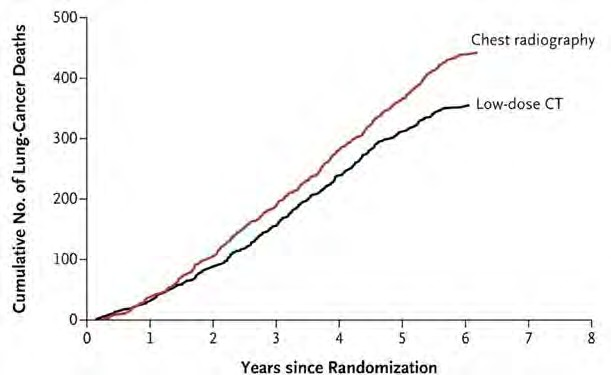 Cumulative No. of Lung-Cancer Deaths
500
400
300
200
100
0
Chest radiography
Low-dose CT
0 1 2 3 4 5 6 7 8
Years since Randomization